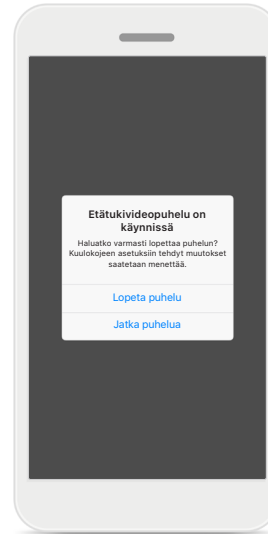 Etätukivideopuhelu on
käynnissä
Haluatko varmasti lopettaa puhelun?
Kuulokojeen asetuksiin tehdyt muutokset
saatetaan menettää.
Lopeta puhelu
Jatka puhelua